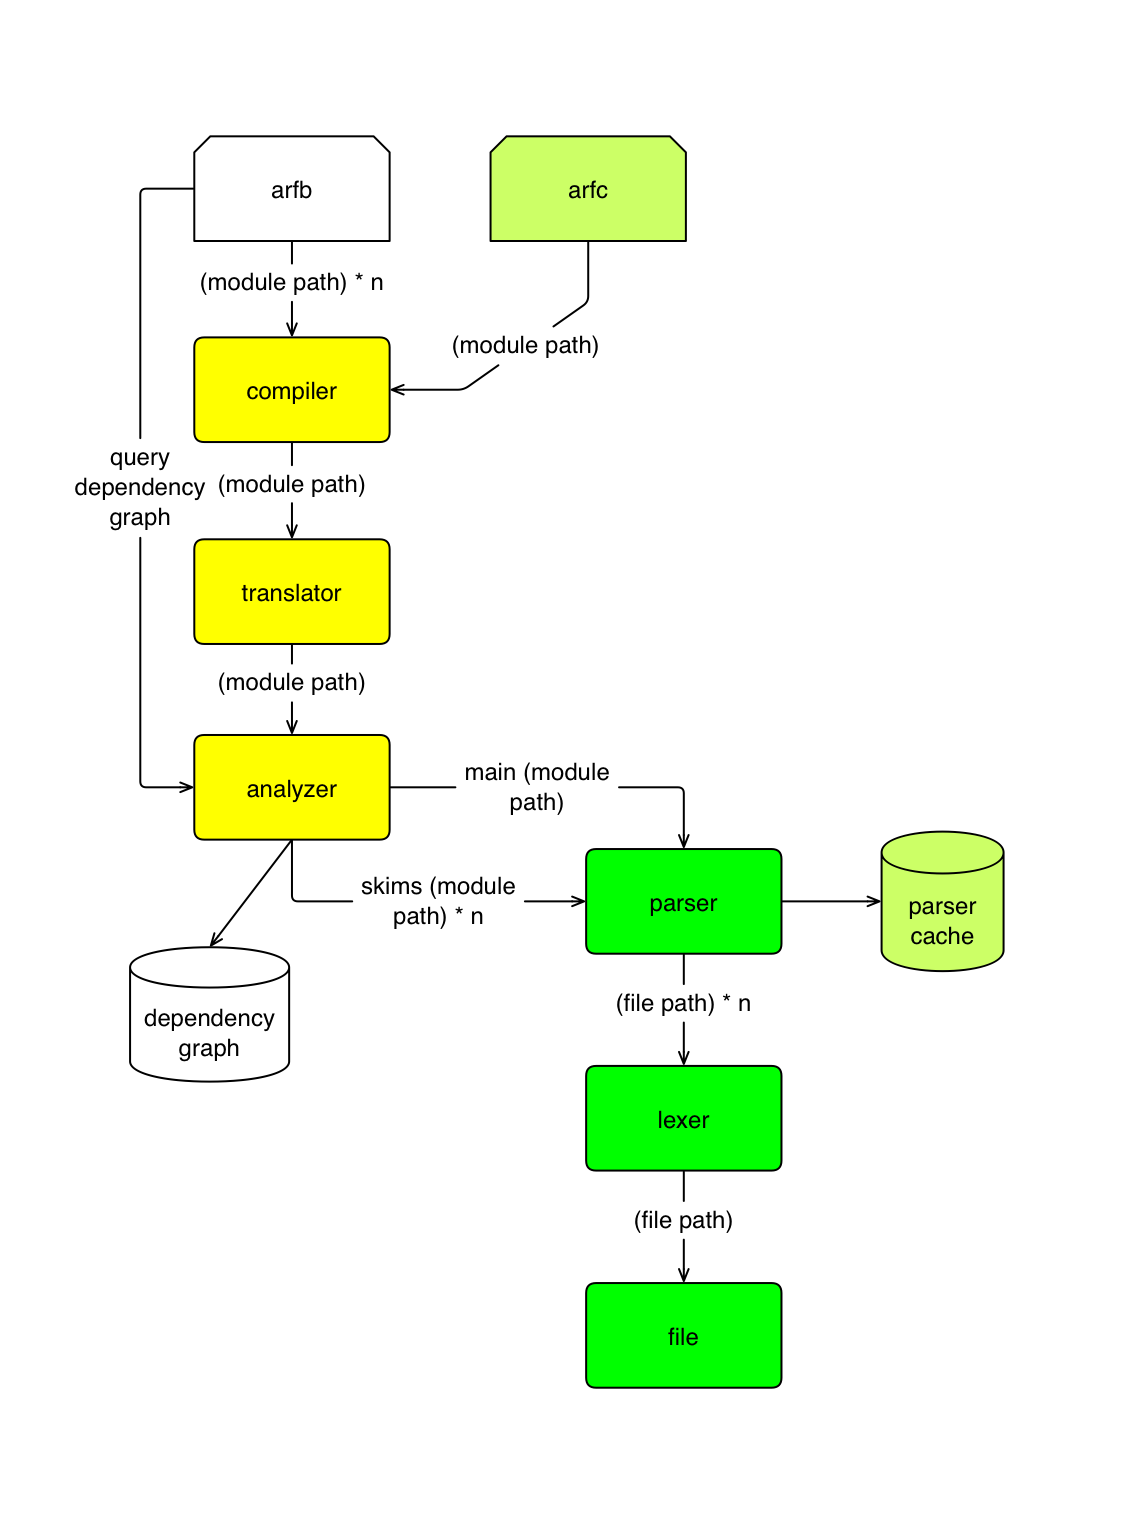 arfb
arfc
(module path) * n
(module path)
compiler
query
dependency
graph
(module path)
translator
(module path)
analyzer
main (module
path)
skims (module
path) * n
parser
parser
cache
dependency
graph
(file path) * n
lexer
(file path)
file